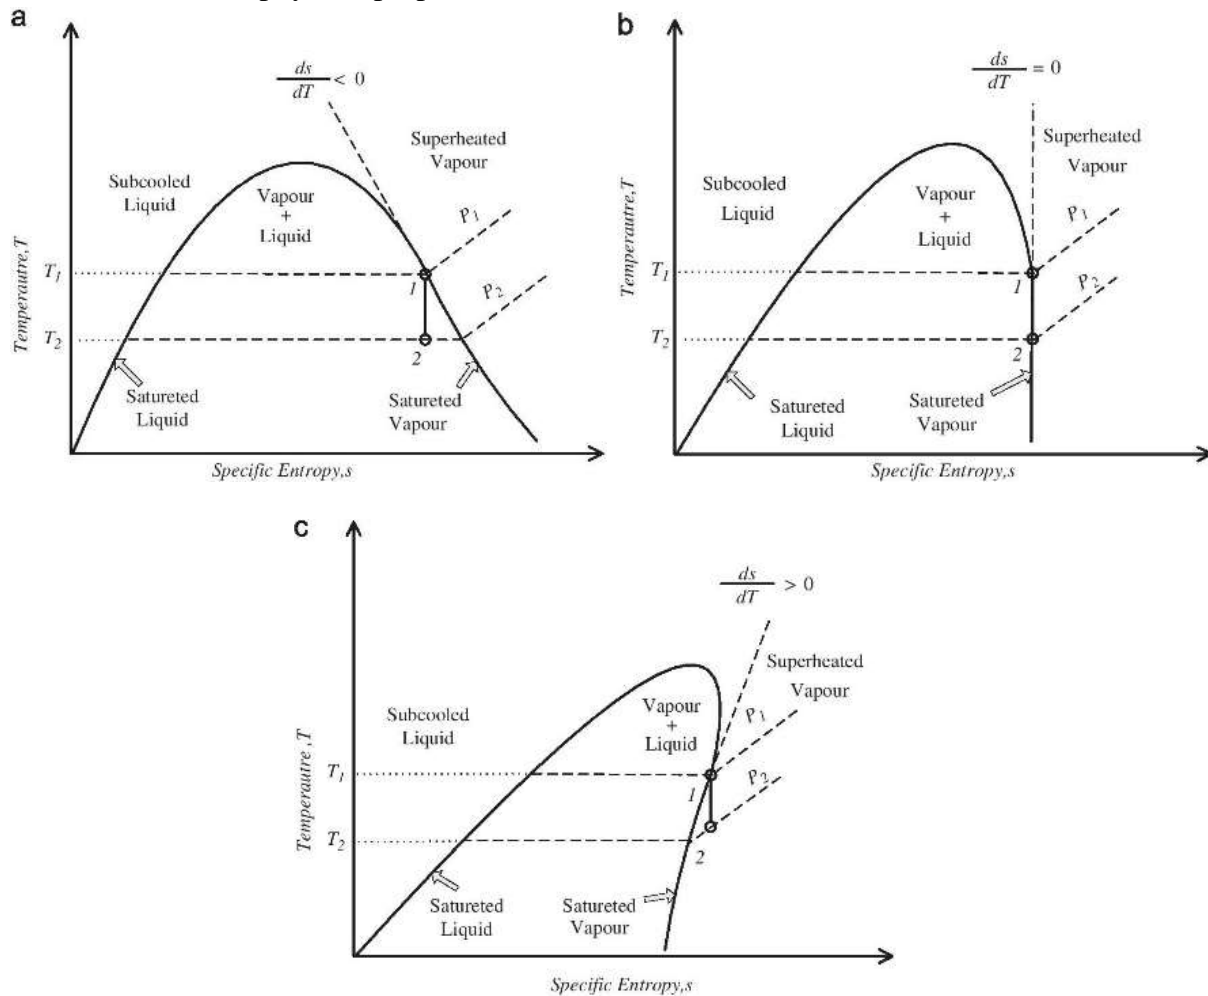 a
ds
dT
< 0
Superheated
Vapour
Subcooled
Liquid
Vapour
+
Liquid
P1
P2
T1
T2
1
2
Satureted
Liquid
Satureted
Vapour
Temperautre,T
Specific Entropy,s
b
ds
dT
= 0
Superheated
Vapour
Subcooled
Liquid
Vapour
+
Liquid
P1
P2
T1
T2
1
2
Satureted
Liquid
Satureted
Vapour
Temperautre,T
Specific Entropy,s
c
ds
dT
> 0
Superheated
Vapour
Subcooled
Liquid
Vapour
+
Liquid
P1
P2
T1
T2
1
2
Satureted
Liquid
Satureted
Vapour
Temperautre ,T
Specific Entropy,s